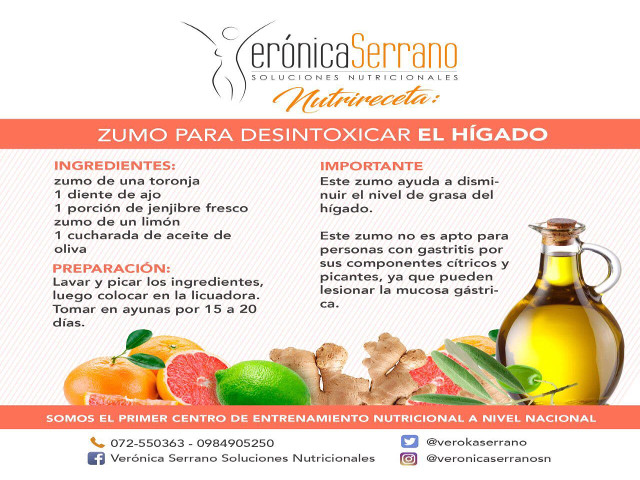 VerónicaSerrano
SOLUCIONES NUTRICIONALES
Nutrireceta:
ZUMO PARA DESINTOXICAR EL HÍGADO
INGREDIENTES:
zumo de una toronja
1 diente de ajo
1 porción de jenjibre fresco
zumo de un limón
1 cucharada de aceite de
oliva
PREPARACIÓN:
Lavar y picar los ingredientes,
luego colocar en la licuadora.
Tomar en ayunas por 15 a 20
días.
IMPORTANTE
Este zumo ayuda a dismi-
nuir el nivel de grasa del
hígado.
Este zumo no es apto para
personas con gastritis por
sus componentes cítricos y
picantes, ya que pueden
lesionar la mucosa gástri-
ca.
SOMOS EL PRIMER CENTRO DE ENTRENAMIENTO NUTRICIONAL A NIVEL NACIONAL
072-550363 - 0984905250
@verokaserrano
Verónica Serrano Soluciones Nutricionales
@veronicaserranosn